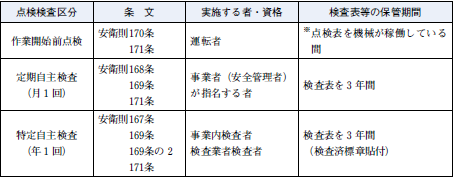 点検検査区分 条 文 実施する者・資格 検査表等の保管期間
作業開始前点検 安衛則170条 運転者 ※点検表を機械が稼働している
171条 間
定期自主検査 安衛則168条 事業者（安全管理者） 検査表を3年間
（月1回） 169条 が指名する者
171条
特定自主検査 安衛則167条 事業内検査者 検査表を3年間
（年1回） 169条 検査業者検査者 （検査済標章貼付）
169条の2
171条